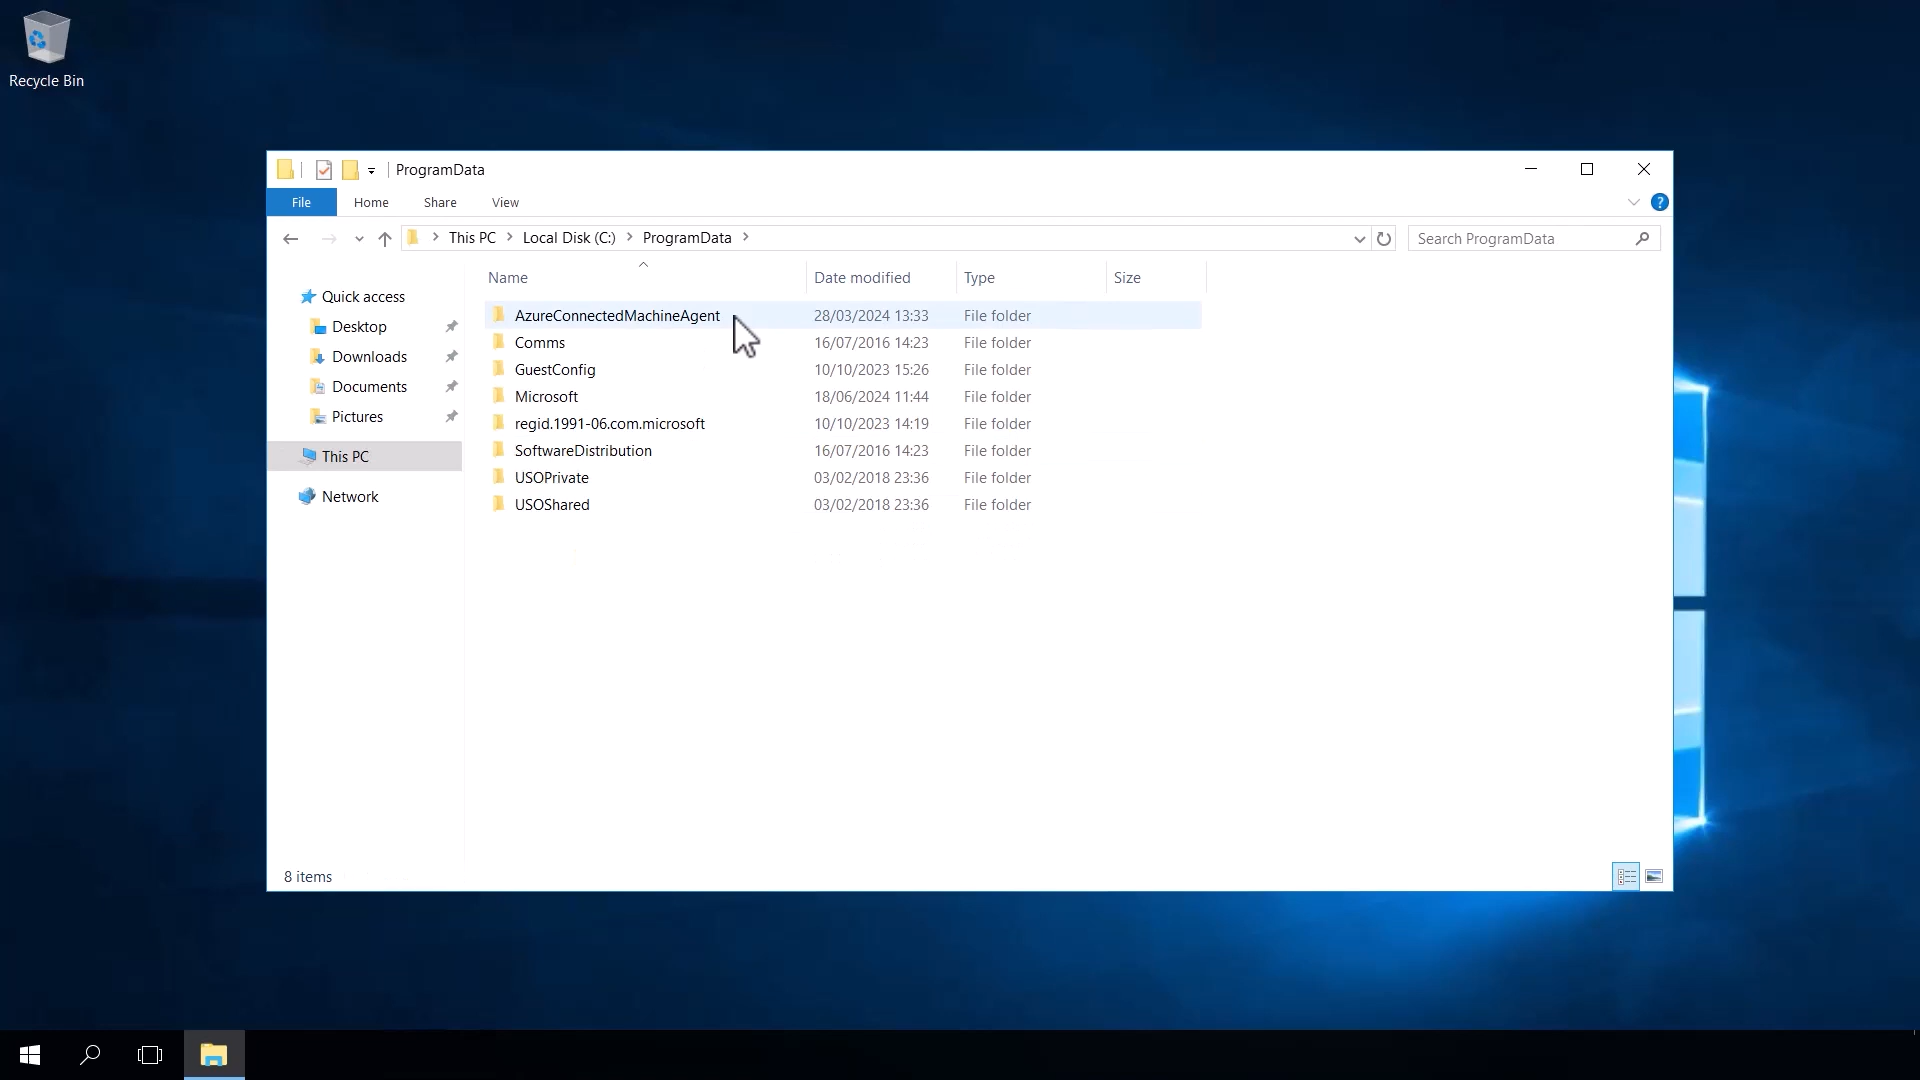 Recycle Bin
ProgramData
File Home Share View
This PC Local Disk (C:) ProgramData
Search ProgramData
Name Date modified Type Size
Quick access
Desktop
Downloads
Documents
Pictures
This PC
Network
AzureConnectedMachineAgent 28/03/2024 13:33 File folder
Comms 16/07/2016 14:23 File folder
GuestConfig 10/10/2023 15:26 File folder
Microsoft 18/06/2024 11:44 File folder
regid.1991-06.com.microsoft 10/10/2023 14:19 File folder
SoftwareDistribution 16/07/2016 14:23 File folder
USOPrivate 03/02/2018 23:36 File folder
USOShared 03/02/2018 23:36 File folder
8 items